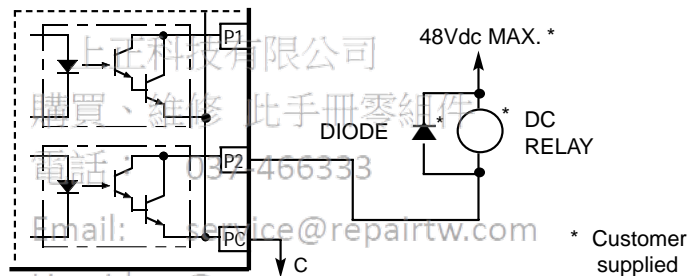 P1
48Vdc MAX. *
上正科技有限公司
購買、維修 此手冊零組件
DIODE
*
* DC
RELAY
電話： 037-466333
P2
Email: service@repairtw.com
PC
C
* Customer
supplied